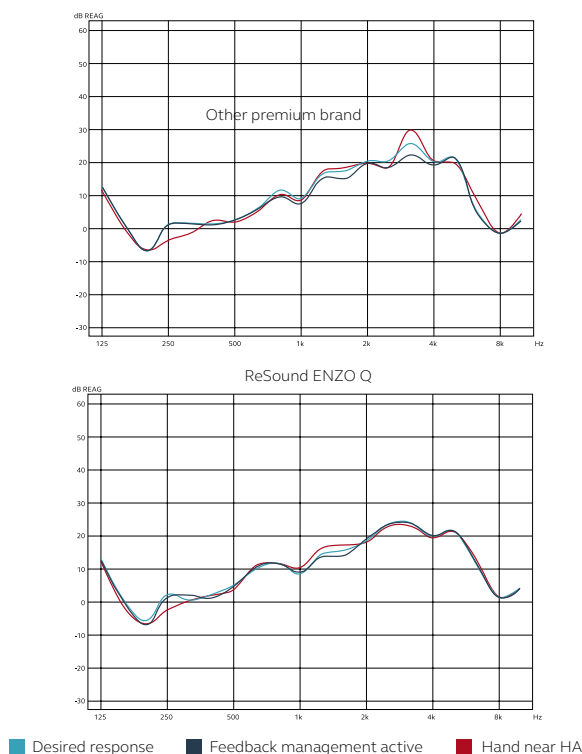 dB REAG
60
50
40
Other premium brand
30
20
10
0
-10
-20
-30
125 250 500 1k 2k 4k 8k Hz
ReSound ENZO Q
dB REAG
60
50
40
30
20
10
0
-10
-20
-30
125 250 500 1k 2k 4k 8k Hz
Desired response Feedback management active Hand near HA